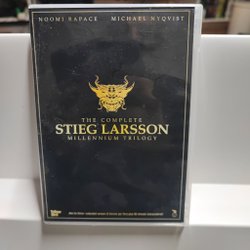 NOOMI RAPACE MICHAEL NYQVIST
THE COMPLETE
STIEG LARSSON
MILLENNIUM TRILOGY